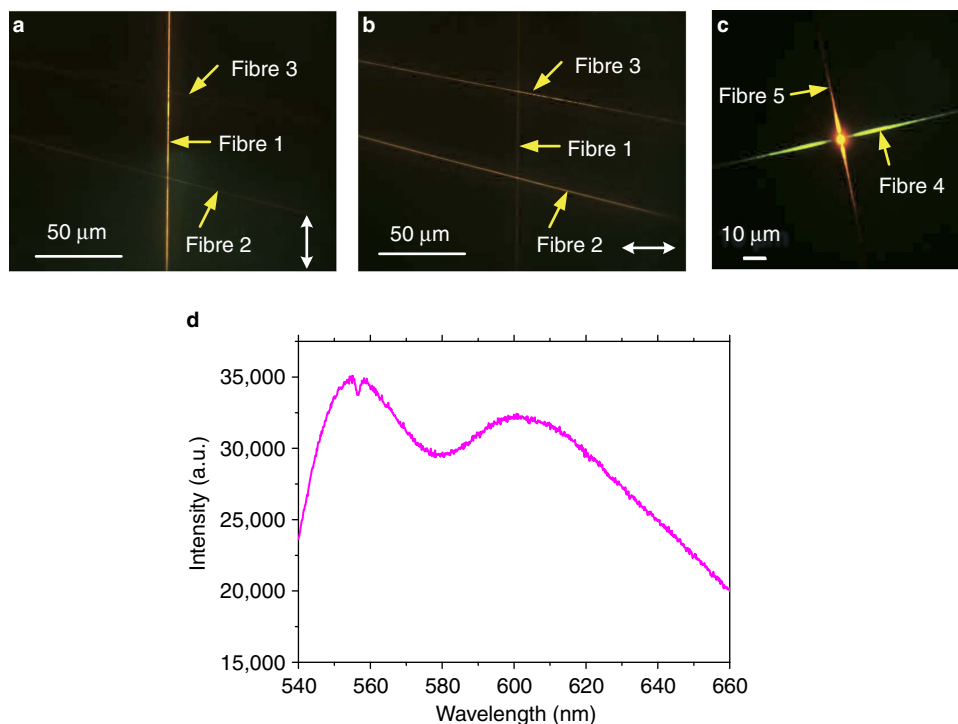 a
Fibre 3
Fibre 1
50 μm
Fibre 2
b
Fibre 3
Fibre 1
50 μm
Fibre 2
c
Fibre 5
Fibre 4
10 μm
d
35,000
30,000
25,000
20,000
15,000
Intensity (a.u.)
540 560 580 600 620 640 660
Wavelength (nm)